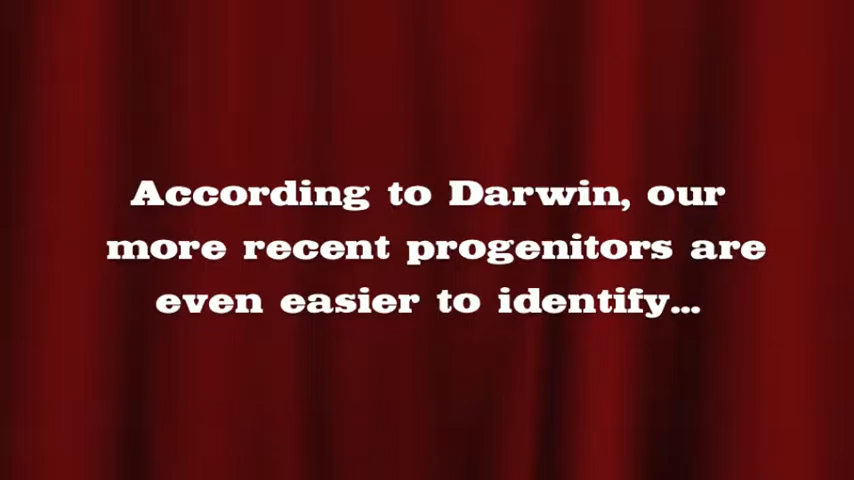 According to Darwin, our
more recent progenitors are
even easier to identify...